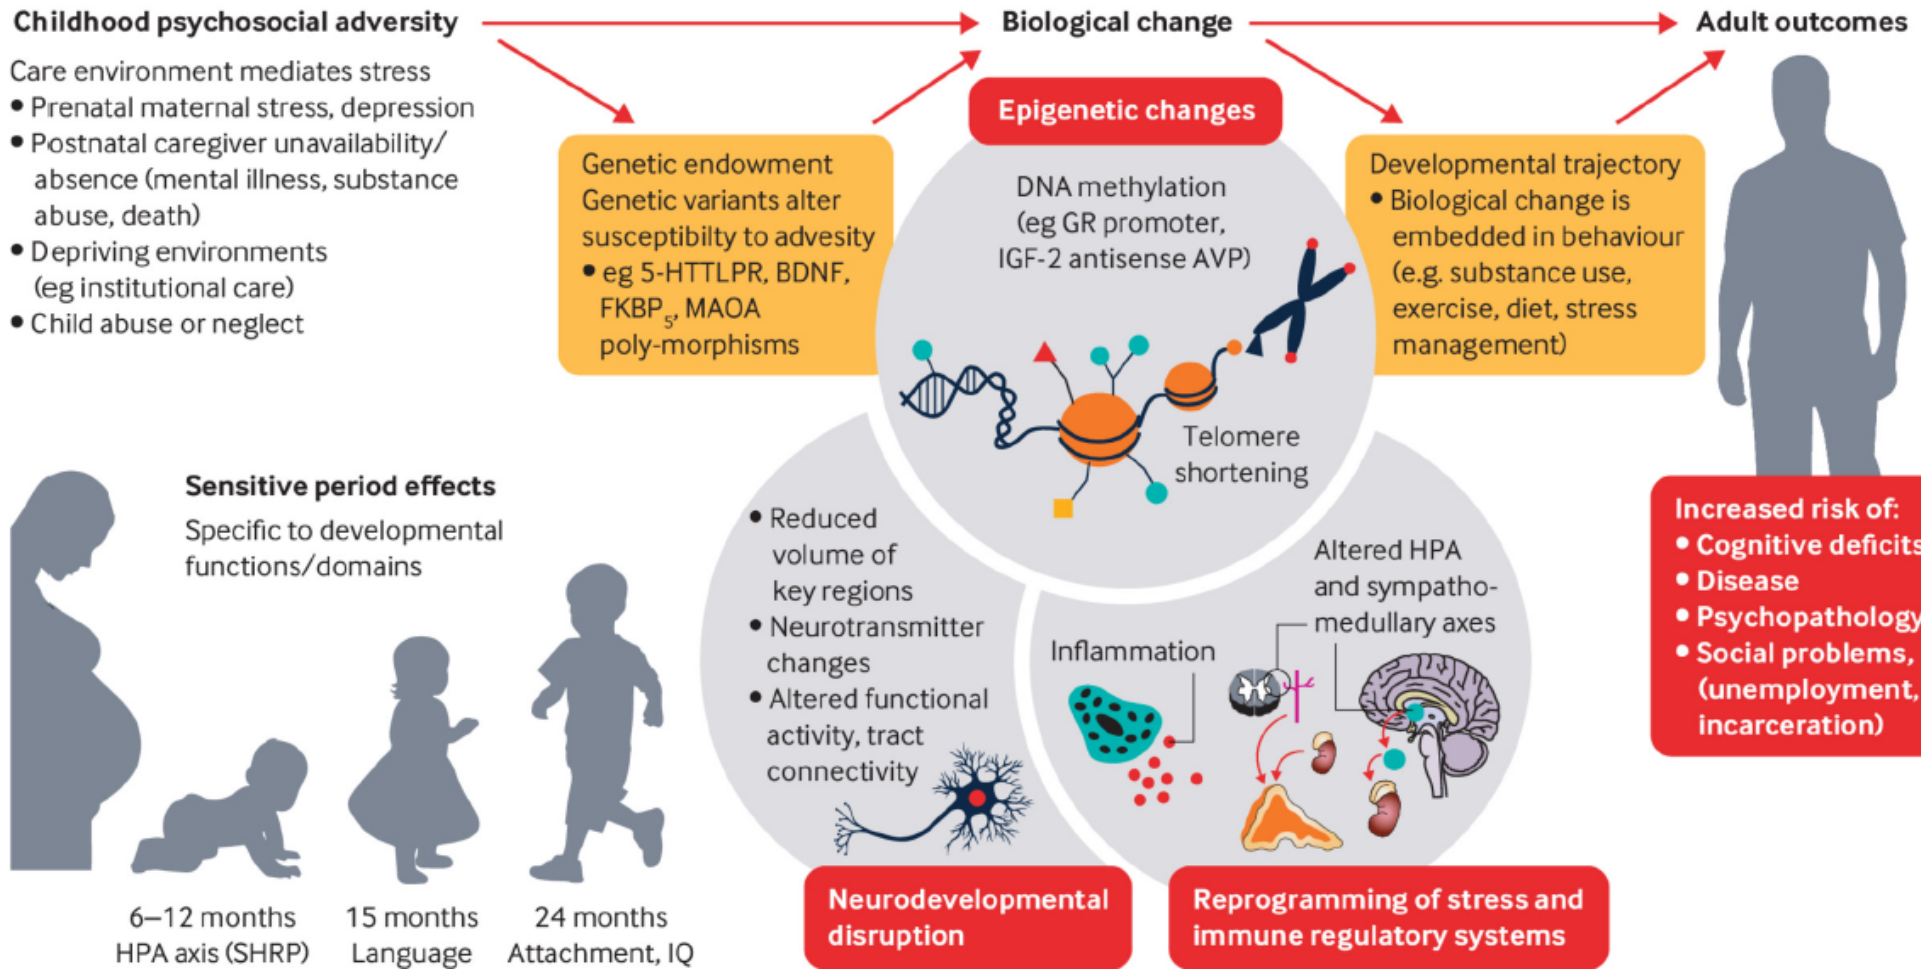 Childhood psychosocial adversity
Care environment mediates stress
• Prenatal maternal stress, depression
• Postnatal caregiver unavailability/
absence (mental illness, substance
abuse, death)
• Depriving environments
(eg institutional care)
• Child abuse or neglect
Genetic endowment
Genetic variants alter
susceptibilty to advesity
• eg 5-HTTLPR, BDNF,
FKBP5, MAOA
poly-morphisms
Biological change
Epigenetic changes
DNA methylation
(eg GR promoter,
IGF-2 antisense AVP)
Telomere
shortening
Developmental trajectory
• Biological change is
embedded in behaviour
(e.g. substance use,
exercise, diet, stress
management)
Adult outcomes
Increased risk of:
• Cognitive deficits
• Disease
• Psychopathology
• Social problems,
(unemployment,
incarceration)
Sensitive period effects
Specific to developmental
functions/domains
6–12 months
HPA axis (SHRP)
15 months
Language
24 months
Attachment, IQ
• Reduced
volume of
key regions
• Neurotransmitter
changes
• Altered functional
activity, tract
connectivity
Neurodevelopmental
disruption
Inflammation
Altered HPA
and sympatho-
medullary axes
Reprogramming of stress and
immune regulatory systems